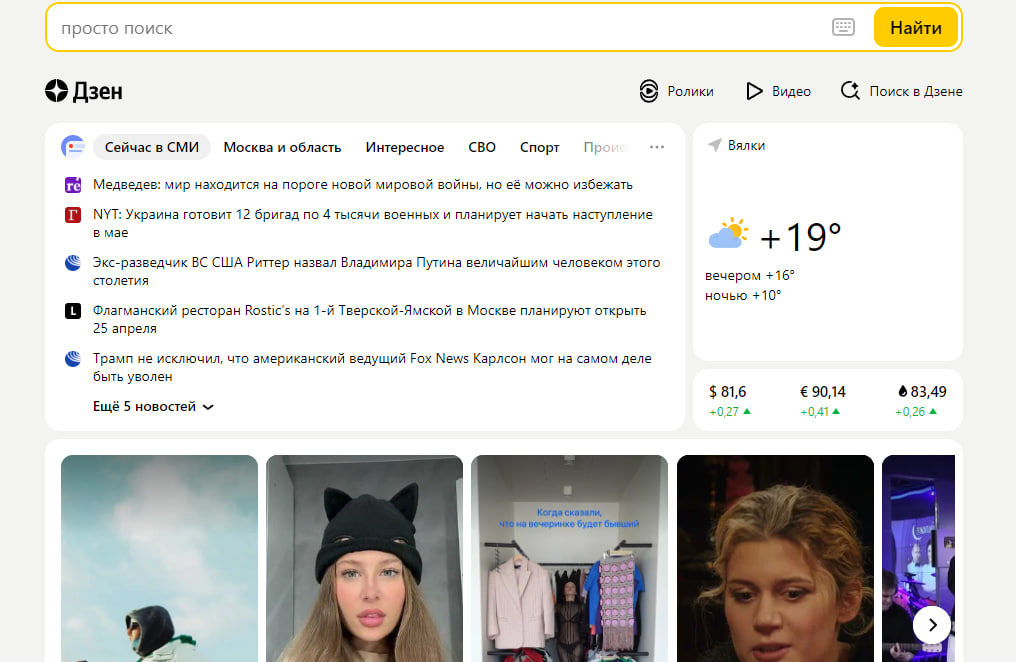 просто поиск
Найти
Дзен
Ролики
Видео
Поиск в Дзене
Сейчас в СМИ
Москва и область
Интересное
СВО
Спорт
Проис
Медведев: мир находится на пороге новой мировой войны, но её можно избежать
NYT: Украина готовит 12 бригад по 4 тысячи военных и планирует начать наступление
в мае
Экс-разведчик ВС США Риттер назвал Владимира Путина величайшим человеком этого
столетия
Флагманский ресторан Rostic’s на 1-й Тверской-Ямской в Москве планируют открыть
25 апреля
Трамп не исключил, что американский ведущий Fox News Карлсон мог на самом деле
быть уволен
Ещё 5 новостей
Вялки
+19°
вечером +16°
ночью +10°
$ 81,6
+0,27
€ 90,14
+0,41
83,49
+0,26
Когда сказали,
что на вечеринке будет бывший